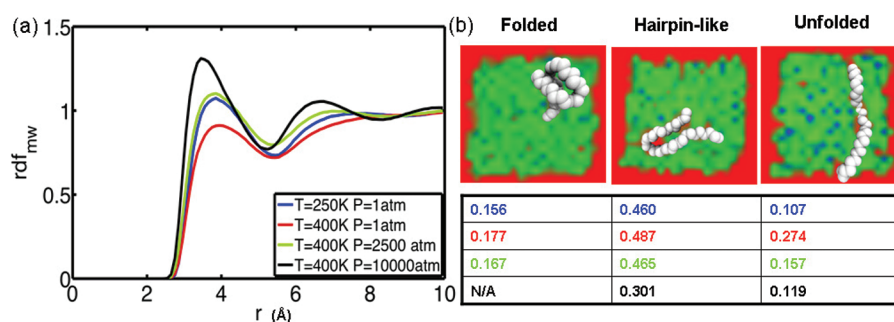 (a)
1.5
1
0.5
0
rdfmw
0 2 4 6 8 10
r (Å)
T=250K P=1atm
T=400K P=1atm
T=400K P=2500 atm
T=400K P=10000atm
(b)
Folded Hairpin-like Unfolded
0.156 0.460 0.107
0.177 0.487 0.274
0.167 0.465 0.157
N/A 0.301 0.119